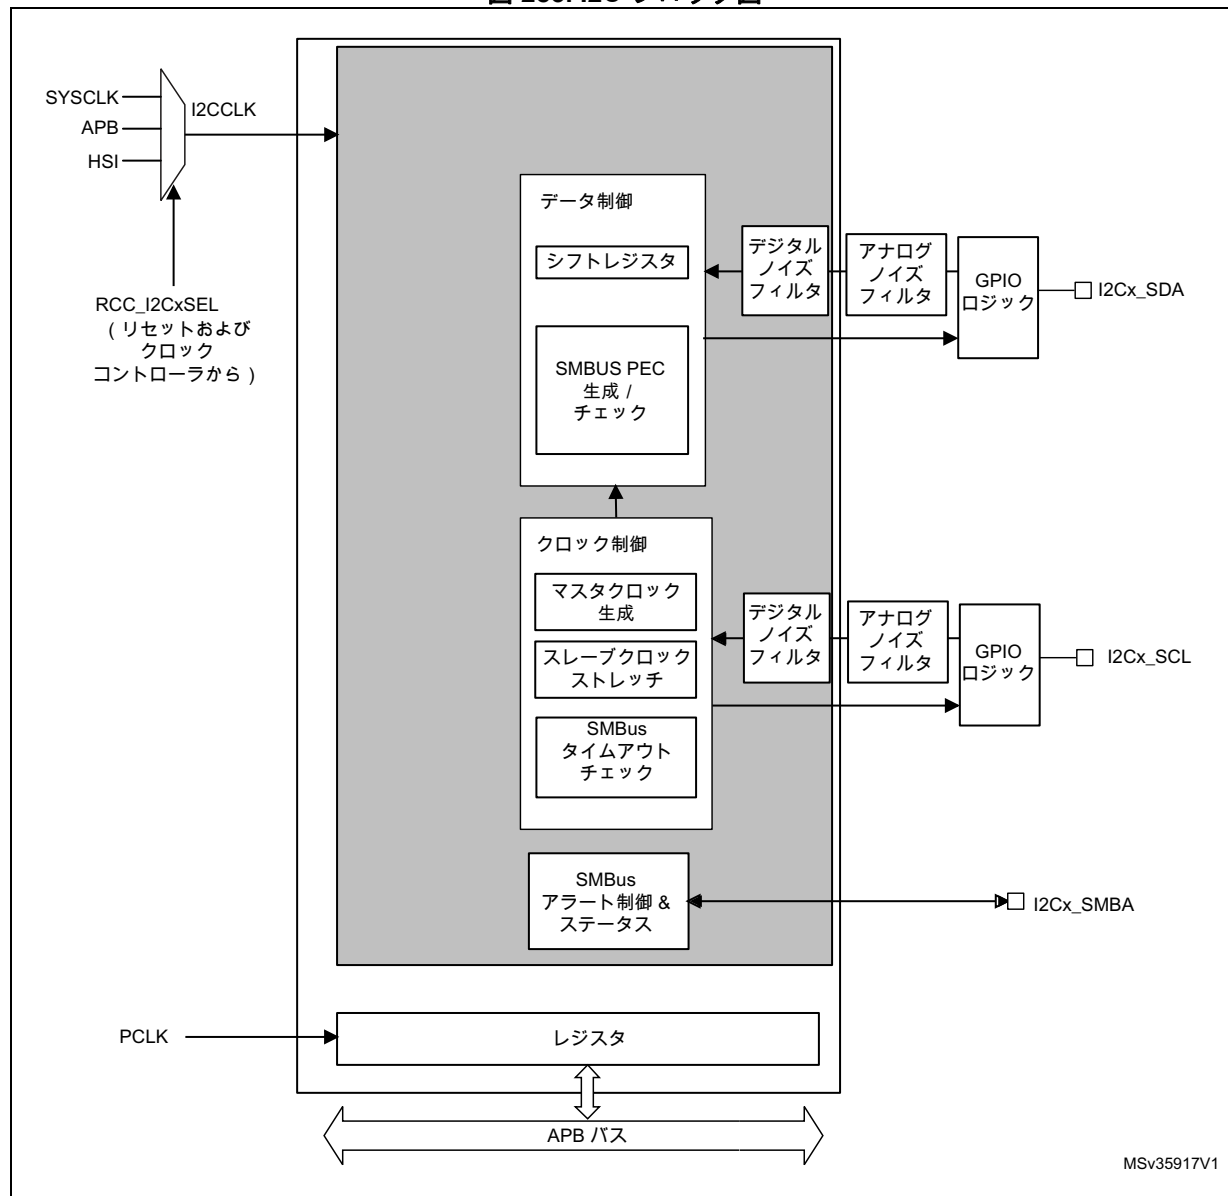 SYSCLK
APB
HSI
I2CCLK
RCC_I2CxSEL
（リセットおよび
クロック
コントローラから）
データ制御
シフトレジスタ
SMBUS PEC
生成 /
チェック
デジタル
ノイズ
フィルタ
アナログ
ノイズ
フィルタ
GPIO
ロジック
I2Cx_SDA
クロック制御
マスタクロック
生成
スレーブクロック
ストレッチ
SMBus
タイムアウト
チェック
デジタル
ノイズ
フィルタ
アナログ
ノイズ
フィルタ
GPIO
ロジック
I2Cx_SCL
SMBus
アラート制御 &
ステータス
I2Cx_SMBA
PCLK
レジスタ
APB バス
MSv35917V1